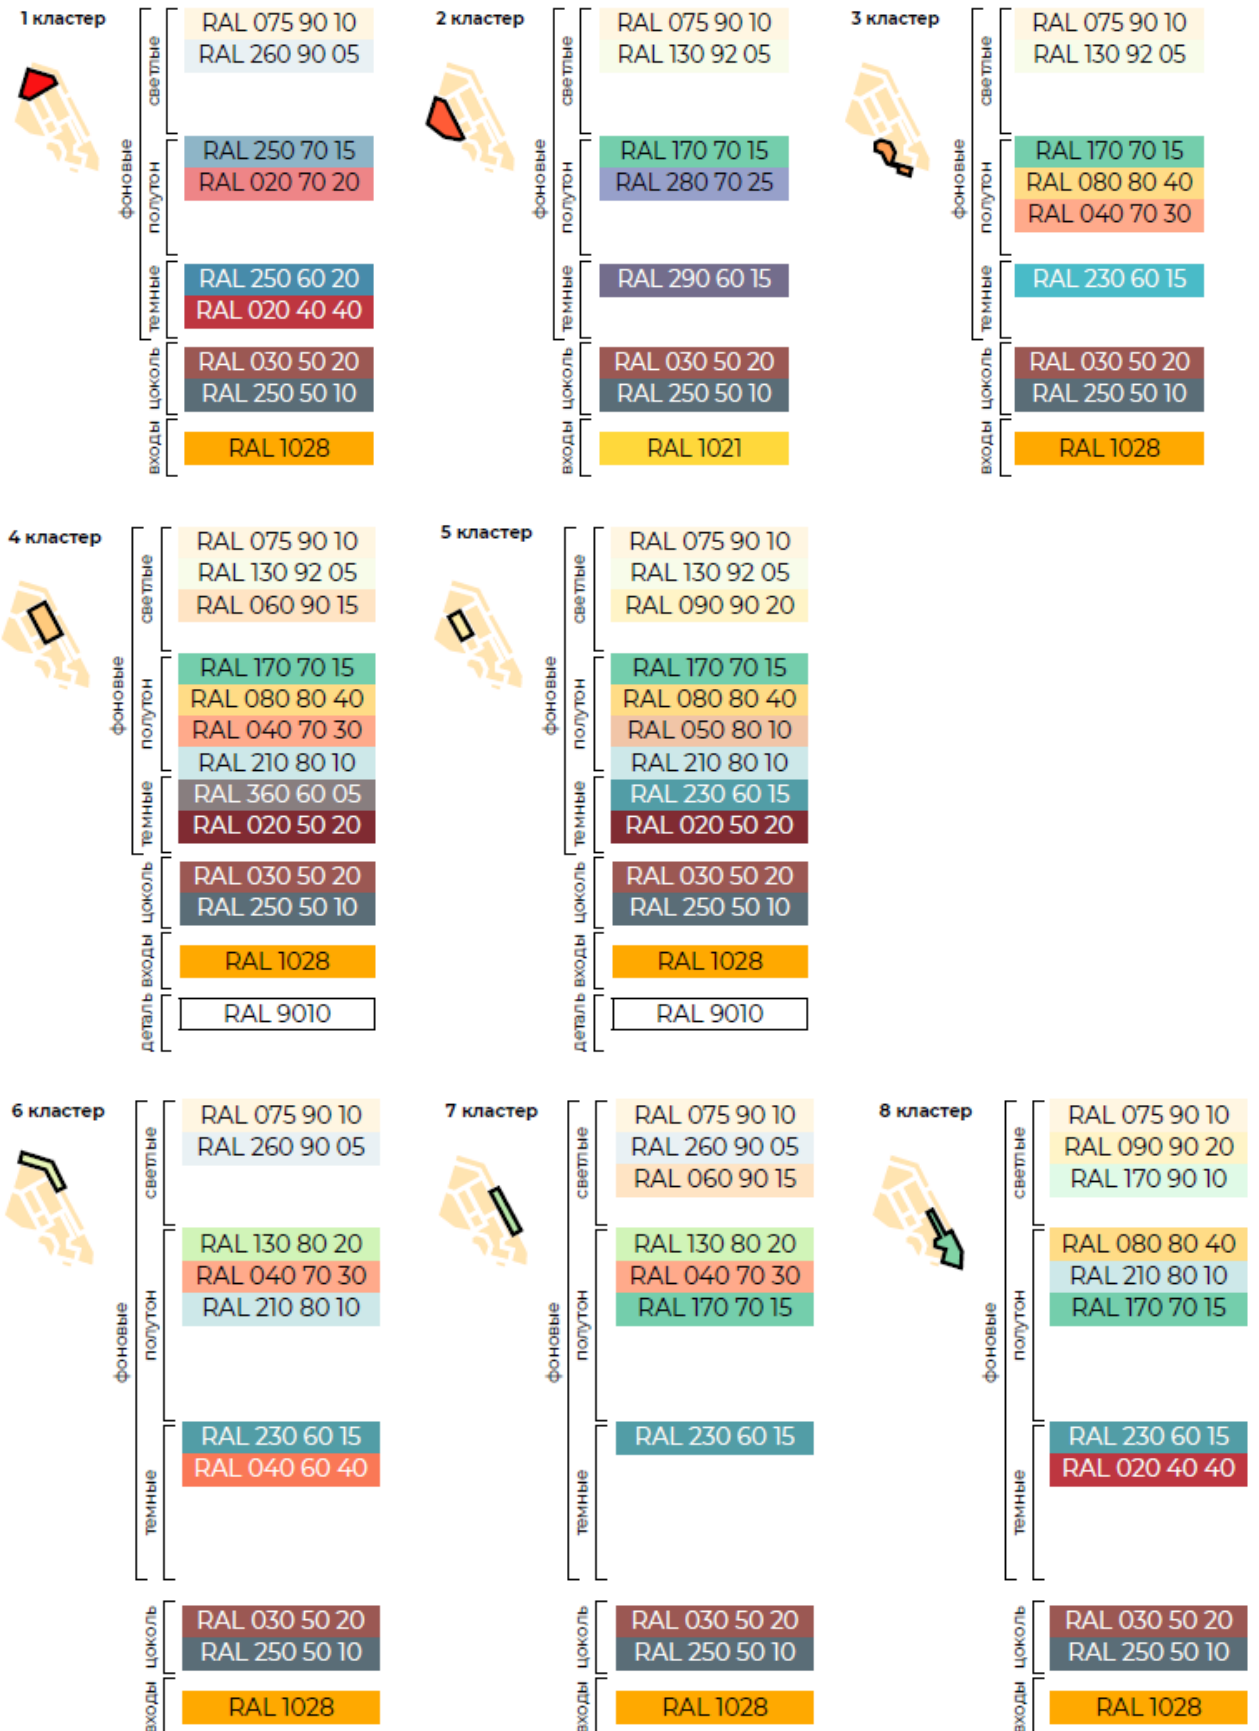 1 кластер
фоновые
светлые
RAL 075 90 10
RAL 260 90 05
полутон
RAL 250 70 15
RAL 020 70 20
темные
RAL 250 60 20
RAL 020 40 40
цоколь
RAL 030 50 20
RAL 250 50 10
входы
RAL 1028
2 кластер
фоновые
светлые
RAL 075 90 10
RAL 130 92 05
полутон
RAL 170 70 15
RAL 280 70 25
темные
RAL 290 60 15
цоколь
RAL 030 50 20
RAL 250 50 10
входы
RAL 1021
3 кластер
фоновые
светлые
RAL 075 90 10
RAL 130 92 05
полутон
RAL 170 70 15
RAL 080 80 40
RAL 040 70 30
темные
RAL 230 60 15
цоколь
RAL 030 50 20
RAL 250 50 10
входы
RAL 1028
4 кластер
фоновые
светлые
RAL 075 90 10
RAL 130 92 05
RAL 060 90 15
полутон
RAL 170 70 15
RAL 080 80 40
RAL 040 70 30
RAL 210 80 10
темные
RAL 360 60 05
RAL 020 50 20
цоколь
RAL 030 50 20
RAL 250 50 10
входы
RAL 1028
деталь
RAL 9010
5 кластер
фоновые
светлые
RAL 075 90 10
RAL 130 92 05
RAL 090 90 20
полутон
RAL 170 70 15
RAL 080 80 40
RAL 050 80 10
RAL 210 80 10
темные
RAL 230 60 15
RAL 020 50 20
цоколь
RAL 030 50 20
RAL 250 50 10
входы
RAL 1028
деталь
RAL 9010
6 кластер
фоновые
светлые
RAL 075 90 10
RAL 260 90 05
полутон
RAL 130 80 20
RAL 040 70 30
RAL 210 80 10
темные
RAL 230 60 15
RAL 040 60 40
цоколь
RAL 030 50 20
RAL 250 50 10
входы
RAL 1028
7 кластер
фоновые
светлые
RAL 075 90 10
RAL 260 90 05
RAL 060 90 15
полутон
RAL 130 80 20
RAL 040 70 30
RAL 170 70 15
темные
RAL 230 60 15
цоколь
RAL 030 50 20
RAL 250 50 10
входы
RAL 1028
8 кластер
фоновые
светлые
RAL 075 90 10
RAL 090 90 20
RAL 170 90 10
полутон
RAL 080 80 40
RAL 210 80 10
RAL 170 70 15
темные
RAL 230 60 15
RAL 020 40 40
цоколь
RAL 030 50 20
RAL 250 50 10
входы
RAL 1028